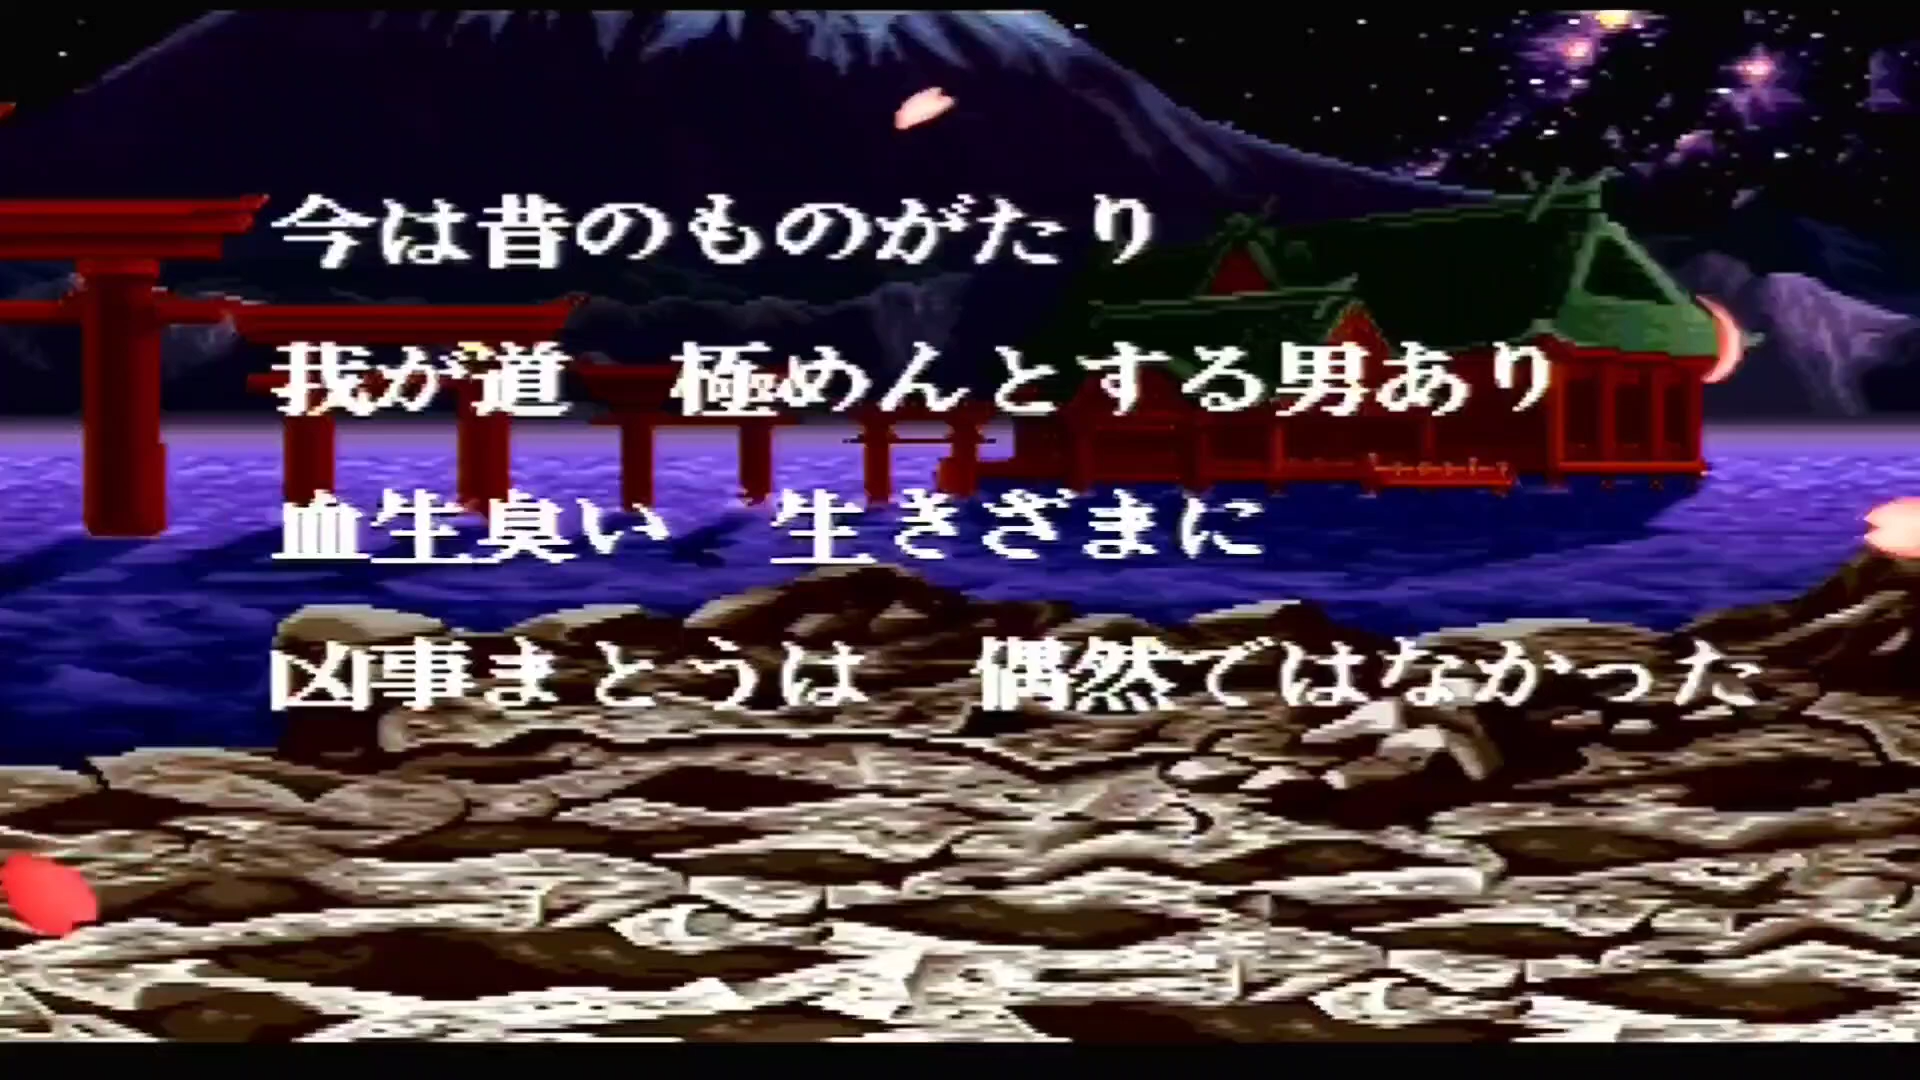 今は昔のものがたり
我が道　極めんとする男あり
血生臭い　生きざまに
凶事まとうは　偶然ではなかった